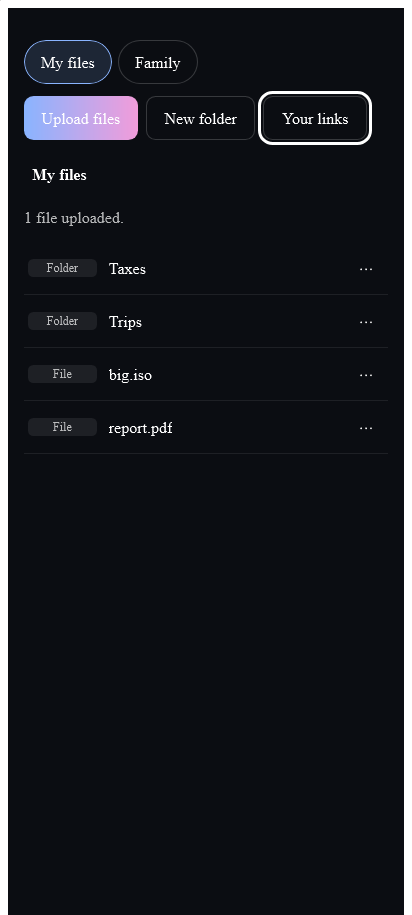 My files Family
Upload files New folder Your links
My files
1 file uploaded.
Folder Taxes ...
Folder Trips ...
File big.iso ...
File report.pdf ...